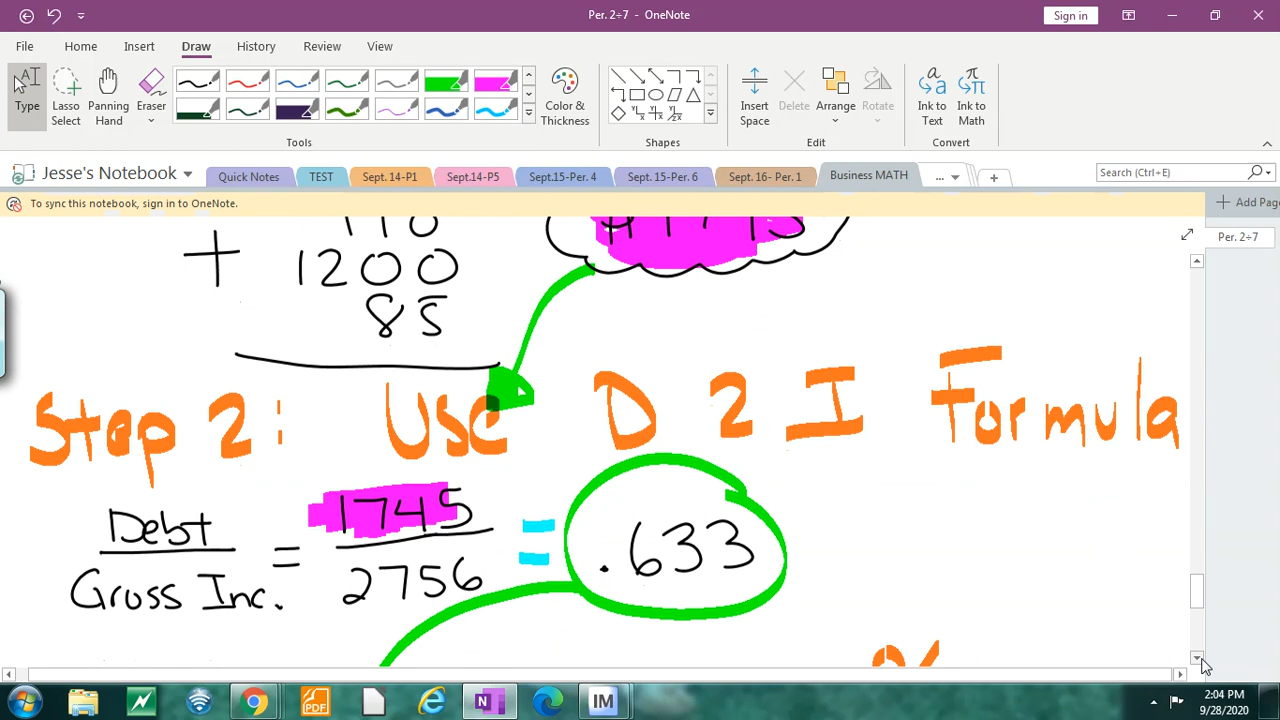 Per. 2÷7 - OneNote
Sign in
File Home Insert Draw History Review View
Type
Lasso Select
Panning Hand
Eraser
Color & Thickness
Insert Space
Delete
Arrange
Rotate
Ink to Text
Ink to Math
Tools
Shapes
Edit
Convert
Jesse's Notebook
Quick Notes
TEST
Sept. 14-P1
Sept.14-P5
Sept.15-Per. 4
Sept. 15-Per. 6
Sept. 16- Per. 1
Business MATH
...
Search (Ctrl+E)
To sync this notebook, sign in to OneNote.
Add Pag
Per. 2÷7
+ 1200
85
Step 2: Use D 2 I Formula
Debt
Gross Inc.
=
1745
2756
= .633
%
2:04 PM
9/28/2020